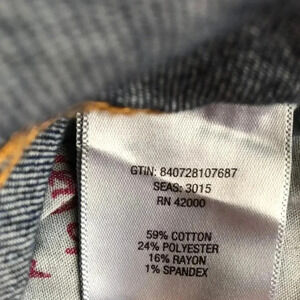 GTIN: 840728107687
SEAS: 3015
RN 42000
59% COTTON
24% POLYESTER
16% RAYON
1% SPANDEX